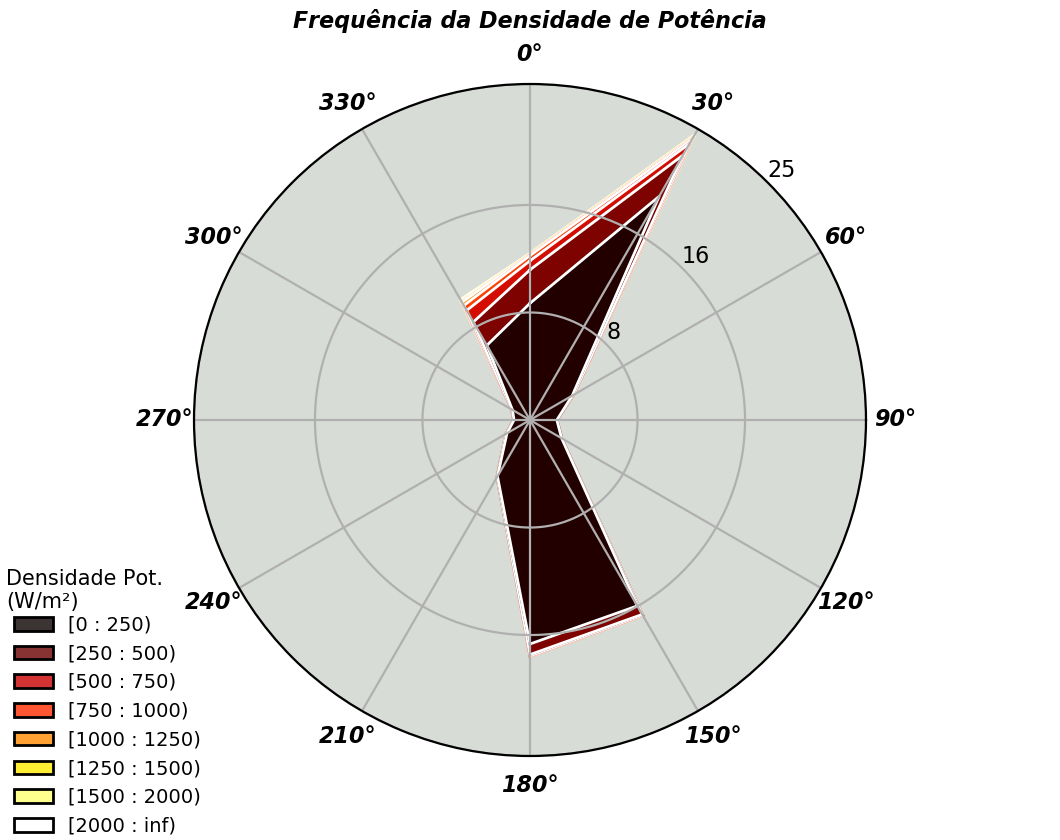 Frequência da Densidade de Potência
0°
330°
30°
25
300°
60°
16
8
270°
90°
240°
120°
210°
150°
180°
Densidade Pot.
(W/m²)
[0 : 250)
[250 : 500)
[500 : 750)
[750 : 1000)
[1000 : 1250)
[1250 : 1500)
[1500 : 2000)
[2000 : inf)